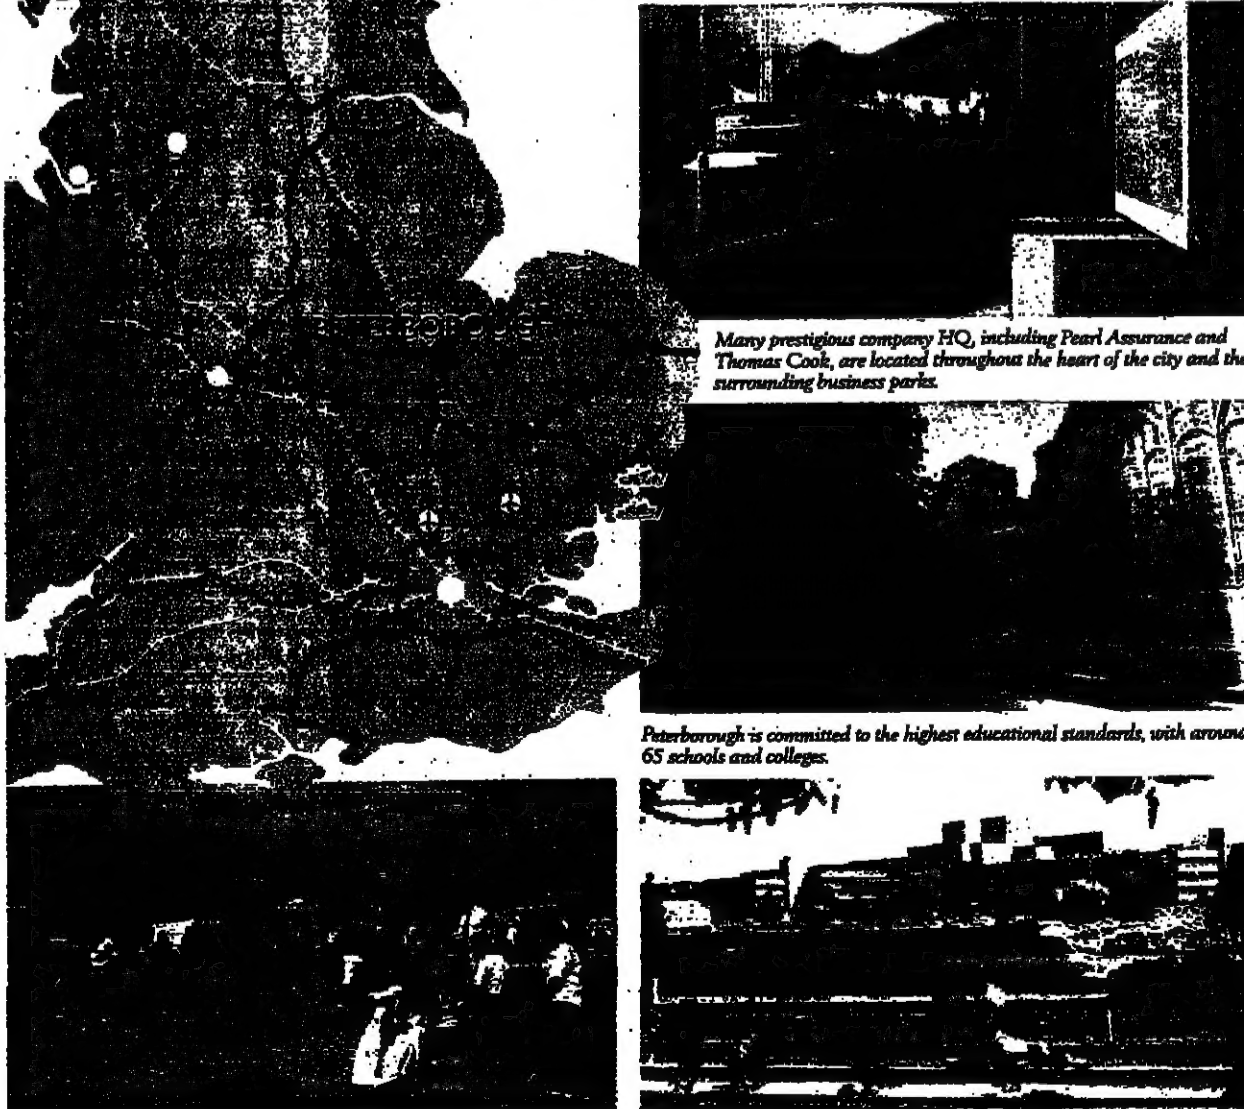 Peterborough
Many prestigious company HQ, including Pearl Assurance and
Thomas Cook, are located throughout the heart of the city and the
surrounding business parks.
Peterborough is committed to the highest educational standards, with around
65 schools and colleges.